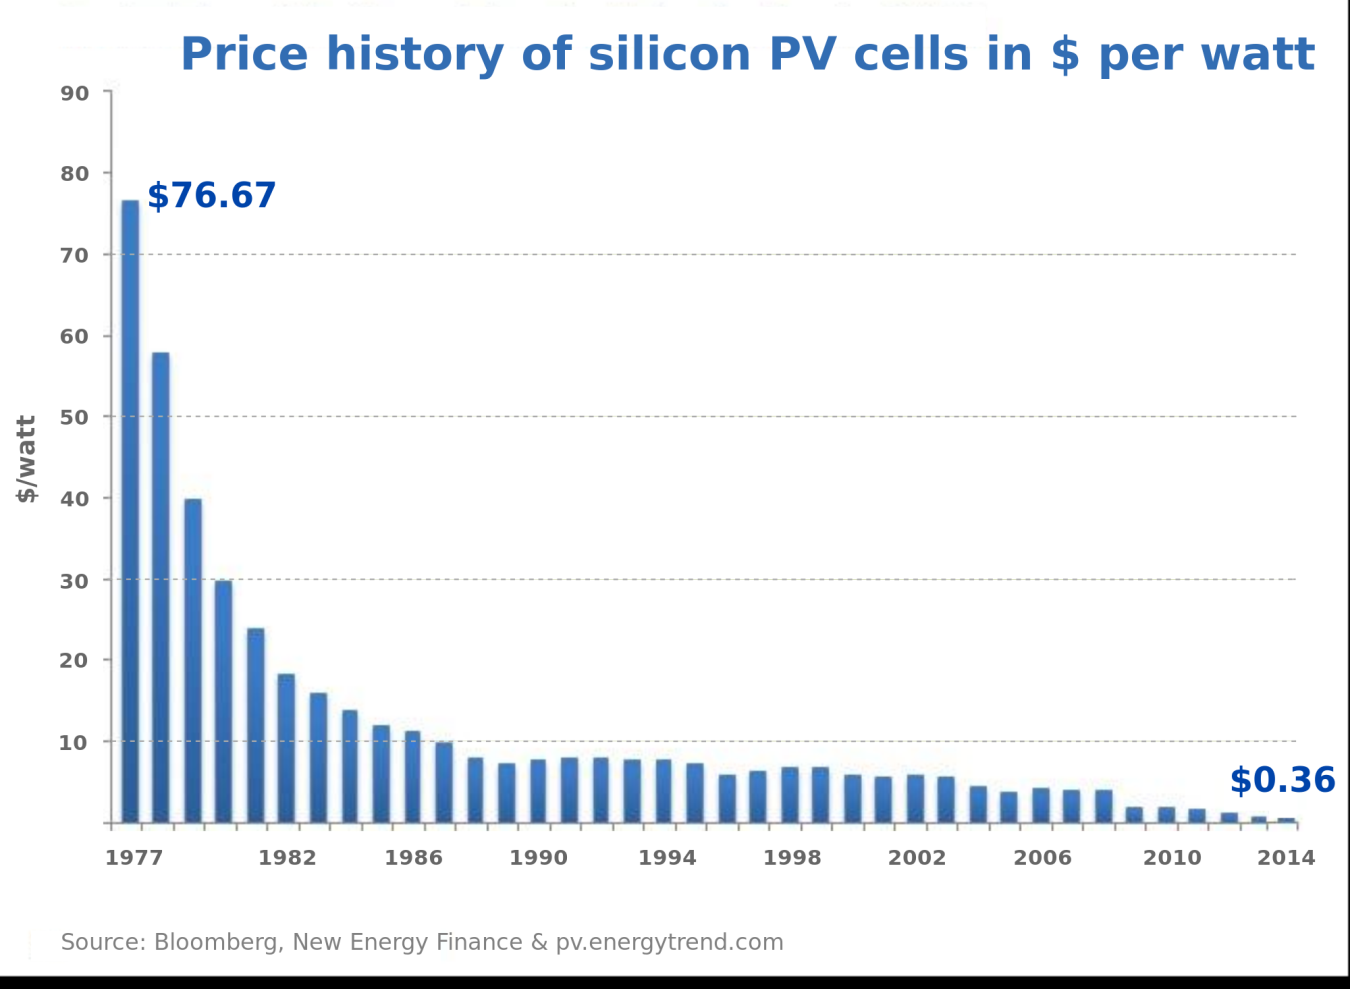 Price history of silicon PV cells in $ per watt
90
80
$76.67
70
60
50
$/watt
40
30
20
10
$0.36
1977 1982 1986 1990 1994 1998 2002 2006 2010 2014
Source: Bloomberg, New Energy Finance & pv.energytrend.com